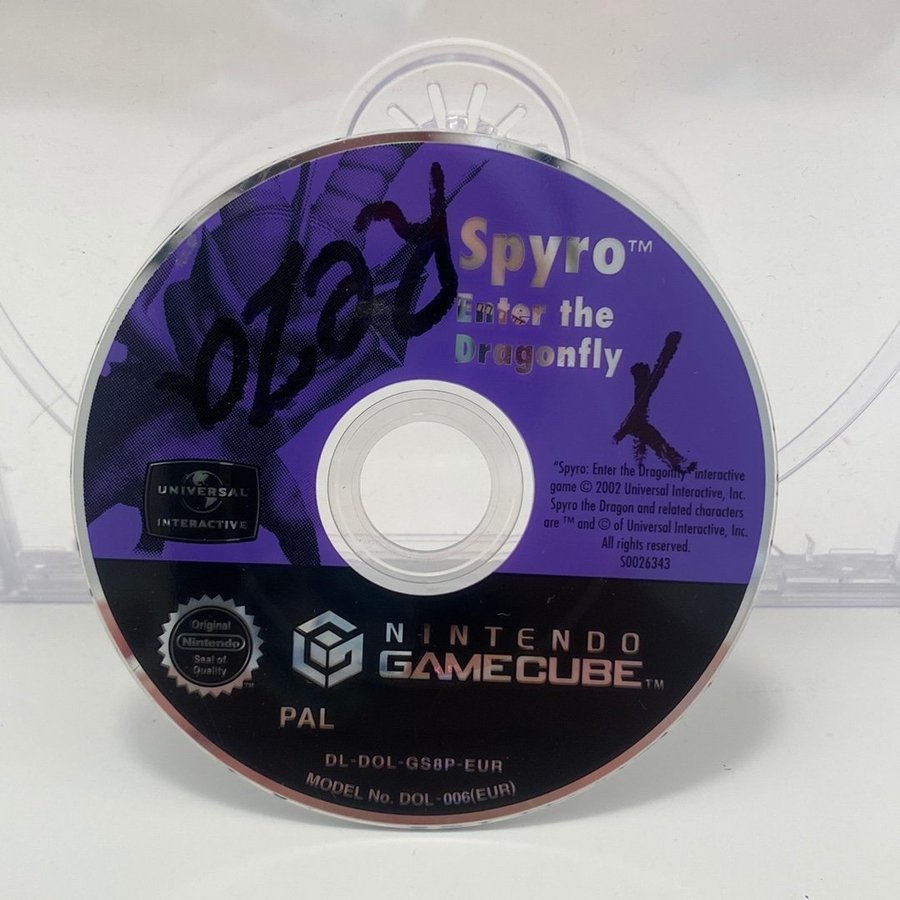 Spyro™
Enter the
Dragonfly
"Spyro: Enter the Dragonfly" interactive
game © 2002 Universal Interactive, Inc.
Spyro the Dragon and related characters
are ™ and © of Universal Interactive, Inc.
All rights reserved.
S0026343
UNIVERSAL
INTERACTIVE
Original
Nintendo
Seal of
Quality
™
NINTENDO
GAMECUBE™
PAL
DL-DOL-GS8P-EUR
MODEL No. DOL-006(EUR)